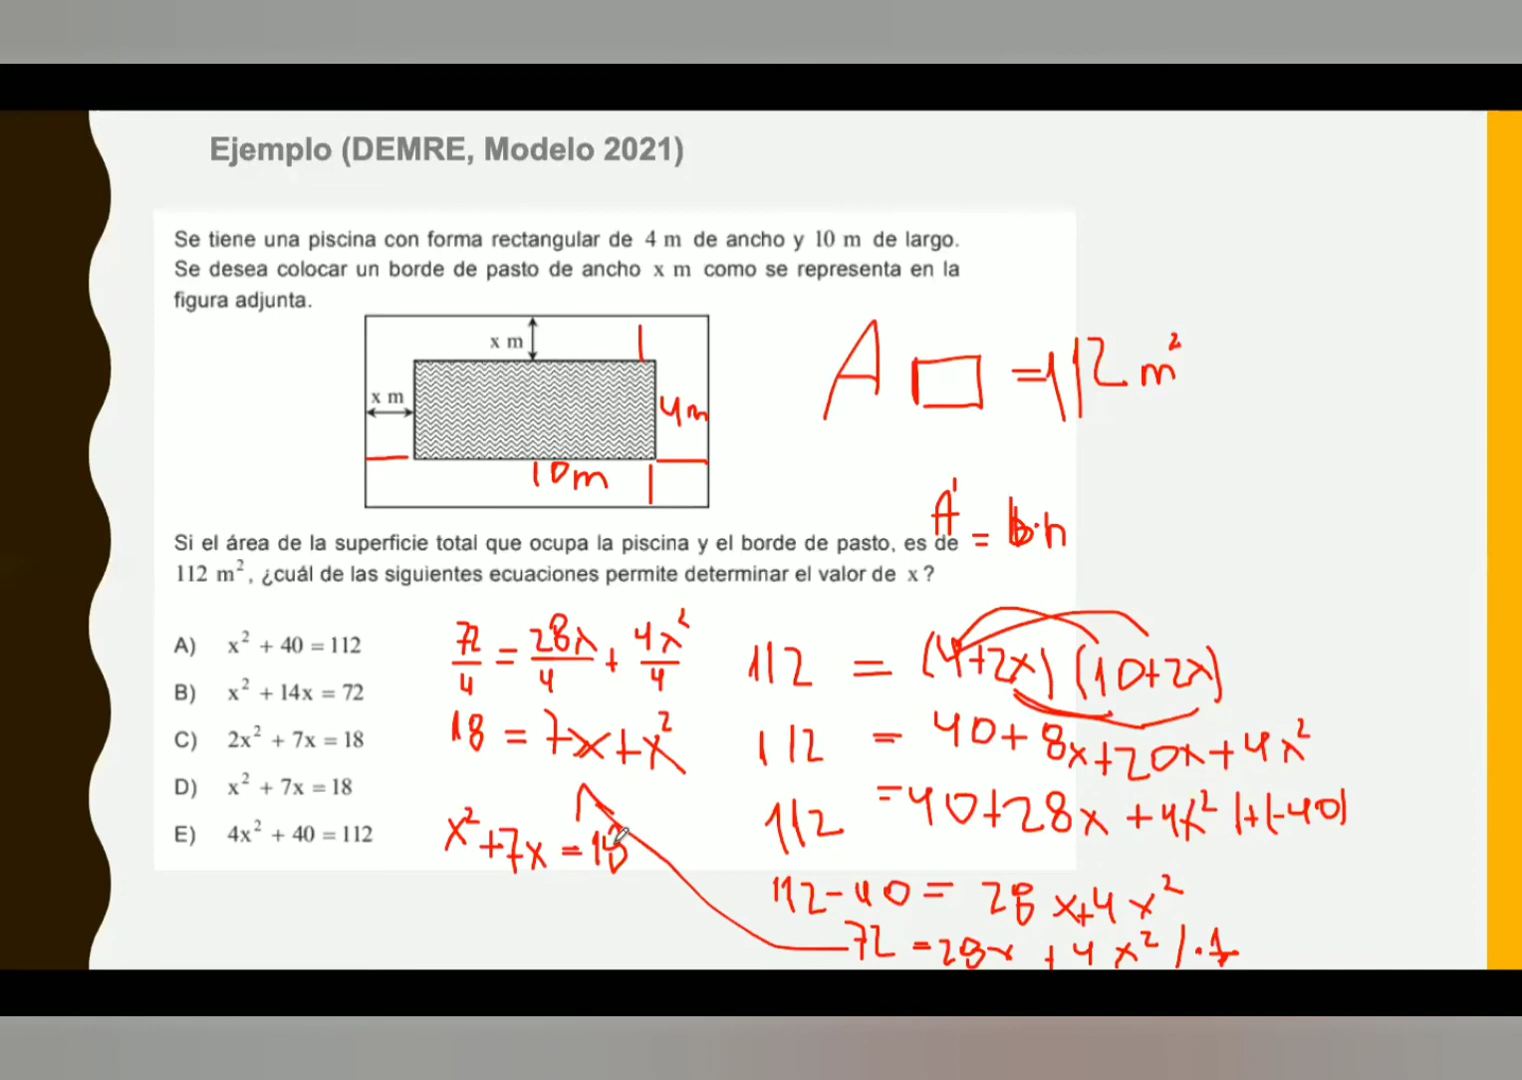 Ejemplo (DEMRE, Modelo 2021)
Se tiene una piscina con forma rectangular de 4 m de ancho y 10 m de largo.
Se desea colocar un borde de pasto de ancho x m como se representa en la
figura adjunta.
x m
x m
4m
10m
A▭ = 112 m²
A = b·h
Si el área de la superficie total que ocupa la piscina y el borde de pasto, es de
112 m², ¿cuál de las siguientes ecuaciones permite determinar el valor de x?
A) x² + 40 = 112
B) x² + 14x = 72
C) 2x² + 7x = 18
D) x² + 7x = 18
E) 4x² + 40 = 112
72/4 = 28x/4 + 4x²/4
18 = 7x+x²
x²+7x = 18
112 = (4+2x)(10+2x)
112 = 40+8x+20x+4x²
112 = 40+28x+4x² /+(-40)
112-40 = 28x+4x²
72 = 28x+4x² /·